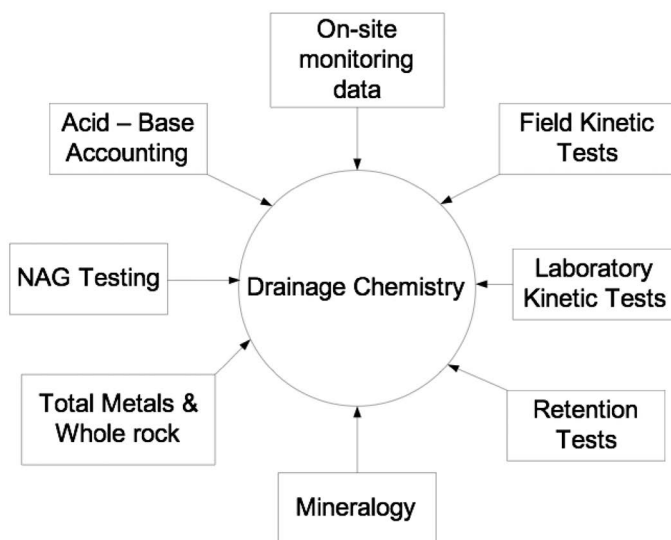 On-site
monitoring
data
Acid – Base
Accounting
Field Kinetic
Tests
NAG Testing
Drainage Chemistry
Laboratory
Kinetic Tests
Total Metals &
Whole rock
Retention
Tests
Mineralogy